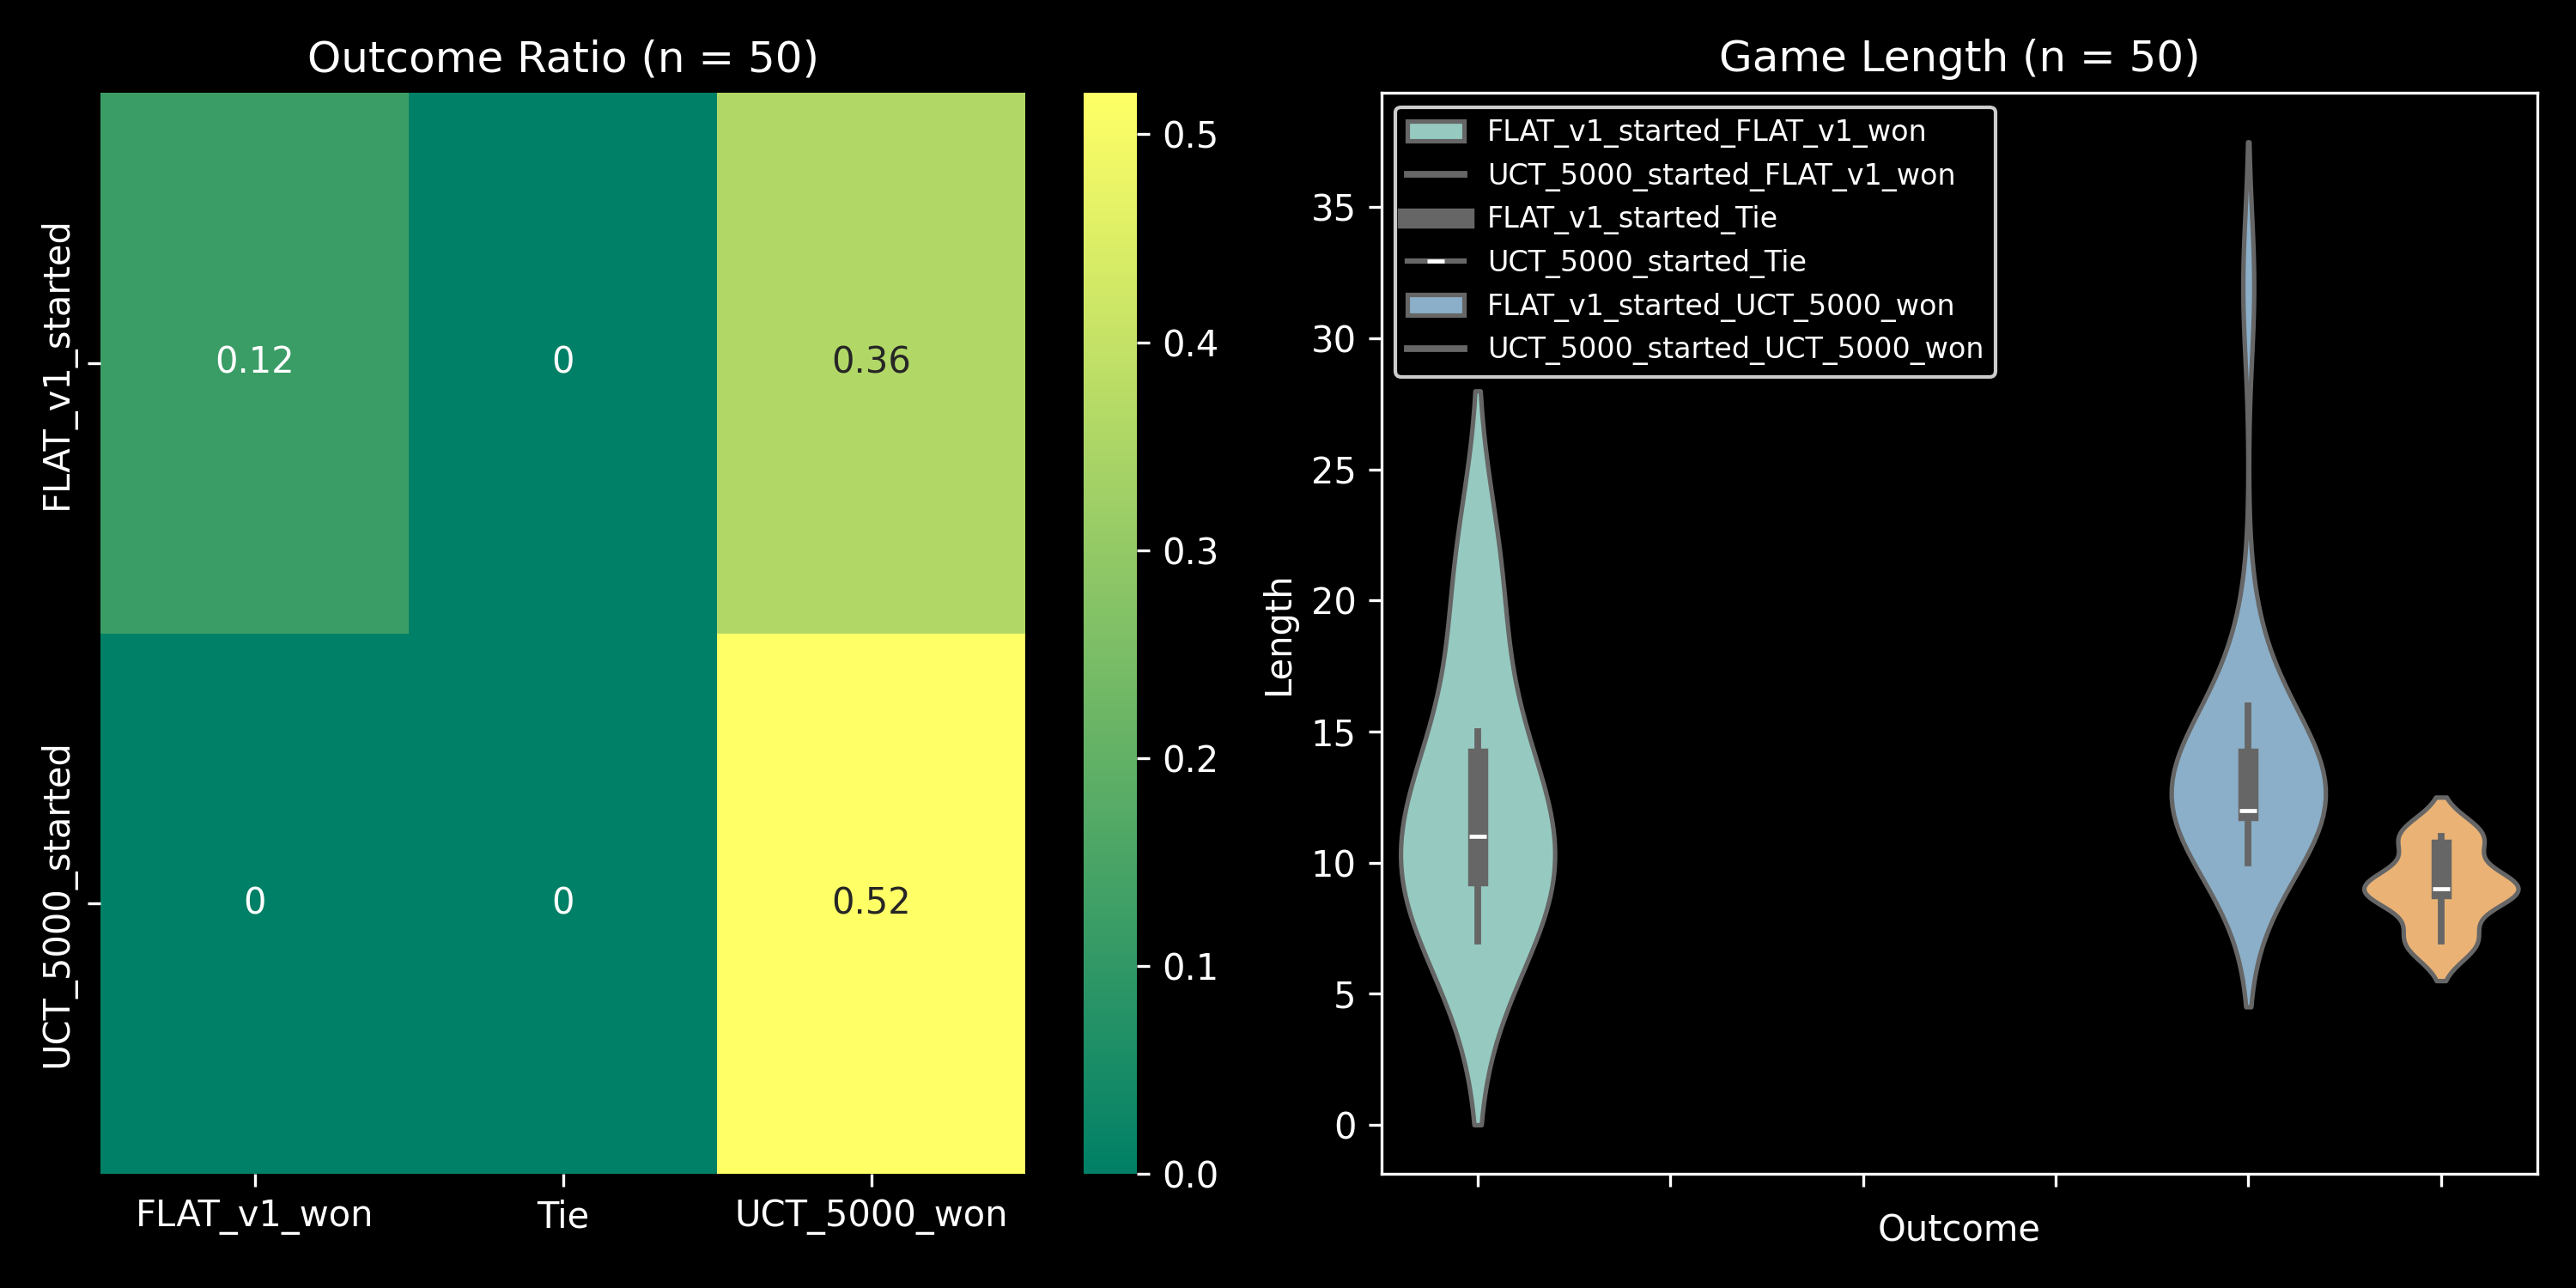 Outcome Ratio (n = 50)
FLAT_v1_started
UCT_5000_started
0.12
0
0.36
0
0
0.52
FLAT_v1_won
Tie
UCT_5000_won
0.5
0.4
0.3
0.2
0.1
0.0
Game Length (n = 50)
FLAT_v1_started_FLAT_v1_won
UCT_5000_started_FLAT_v1_won
FLAT_v1_started_Tie
UCT_5000_started_Tie
FLAT_v1_started_UCT_5000_won
UCT_5000_started_UCT_5000_won
Length
35
30
25
20
15
10
5
0
Outcome